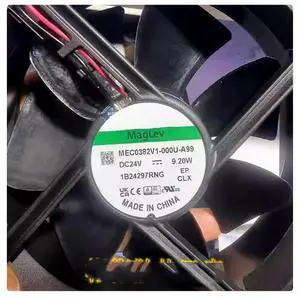 MagLev
MEC0382V1-000U-A99
DC24V ⎓ 9.20W
1B24297RNG EP
CLX
MADE IN CHINA